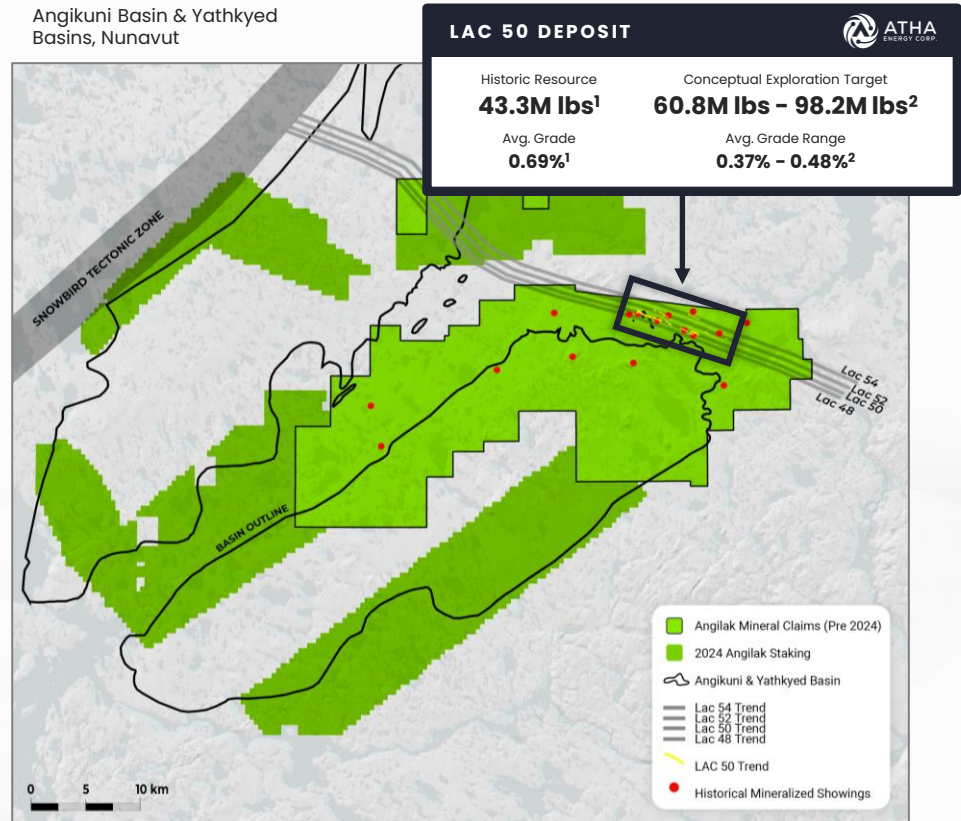 Angikuni Basin & Yathkyed
Basins, Nunavut
LAC 50 DEPOSIT
ATHA
ENERGY CORP.
Historic Resource
43.3M lbs¹
Avg. Grade
0.69%¹
Conceptual Exploration Target
60.8M lbs - 98.2M lbs²
Avg. Grade Range
0.37% - 0.48%²
SNOWBIRD TECTONIC ZONE
Lac 54
Lac 52
Lac 50
Lac 48
BASIN OUTLINE
Angilak Mineral Claims (Pre 2024)
2024 Angilak Staking
Angikuni & Yathkyed Basin
Lac 54 Trend
Lac 52 Trend
Lac 50 Trend
Lac 48 Trend
LAC 50 Trend
Historical Mineralized Showings
0 5 10 km